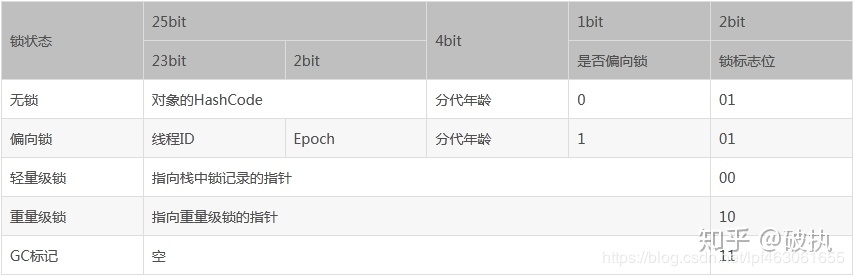 锁状态 25bit 4bit 1bit 2bit
23bit 2bit 是否偏向锁 锁标志位
无锁 对象的HashCode 分代年龄 0 01
偏向锁 线程ID Epoch 分代年龄 1 01
轻量级锁 指向栈中锁记录的指针 00
重量级锁 指向重量级锁的指针 10
GC标记 空 11
知乎 @破执
https://blog.csdn.net/lpf463061655